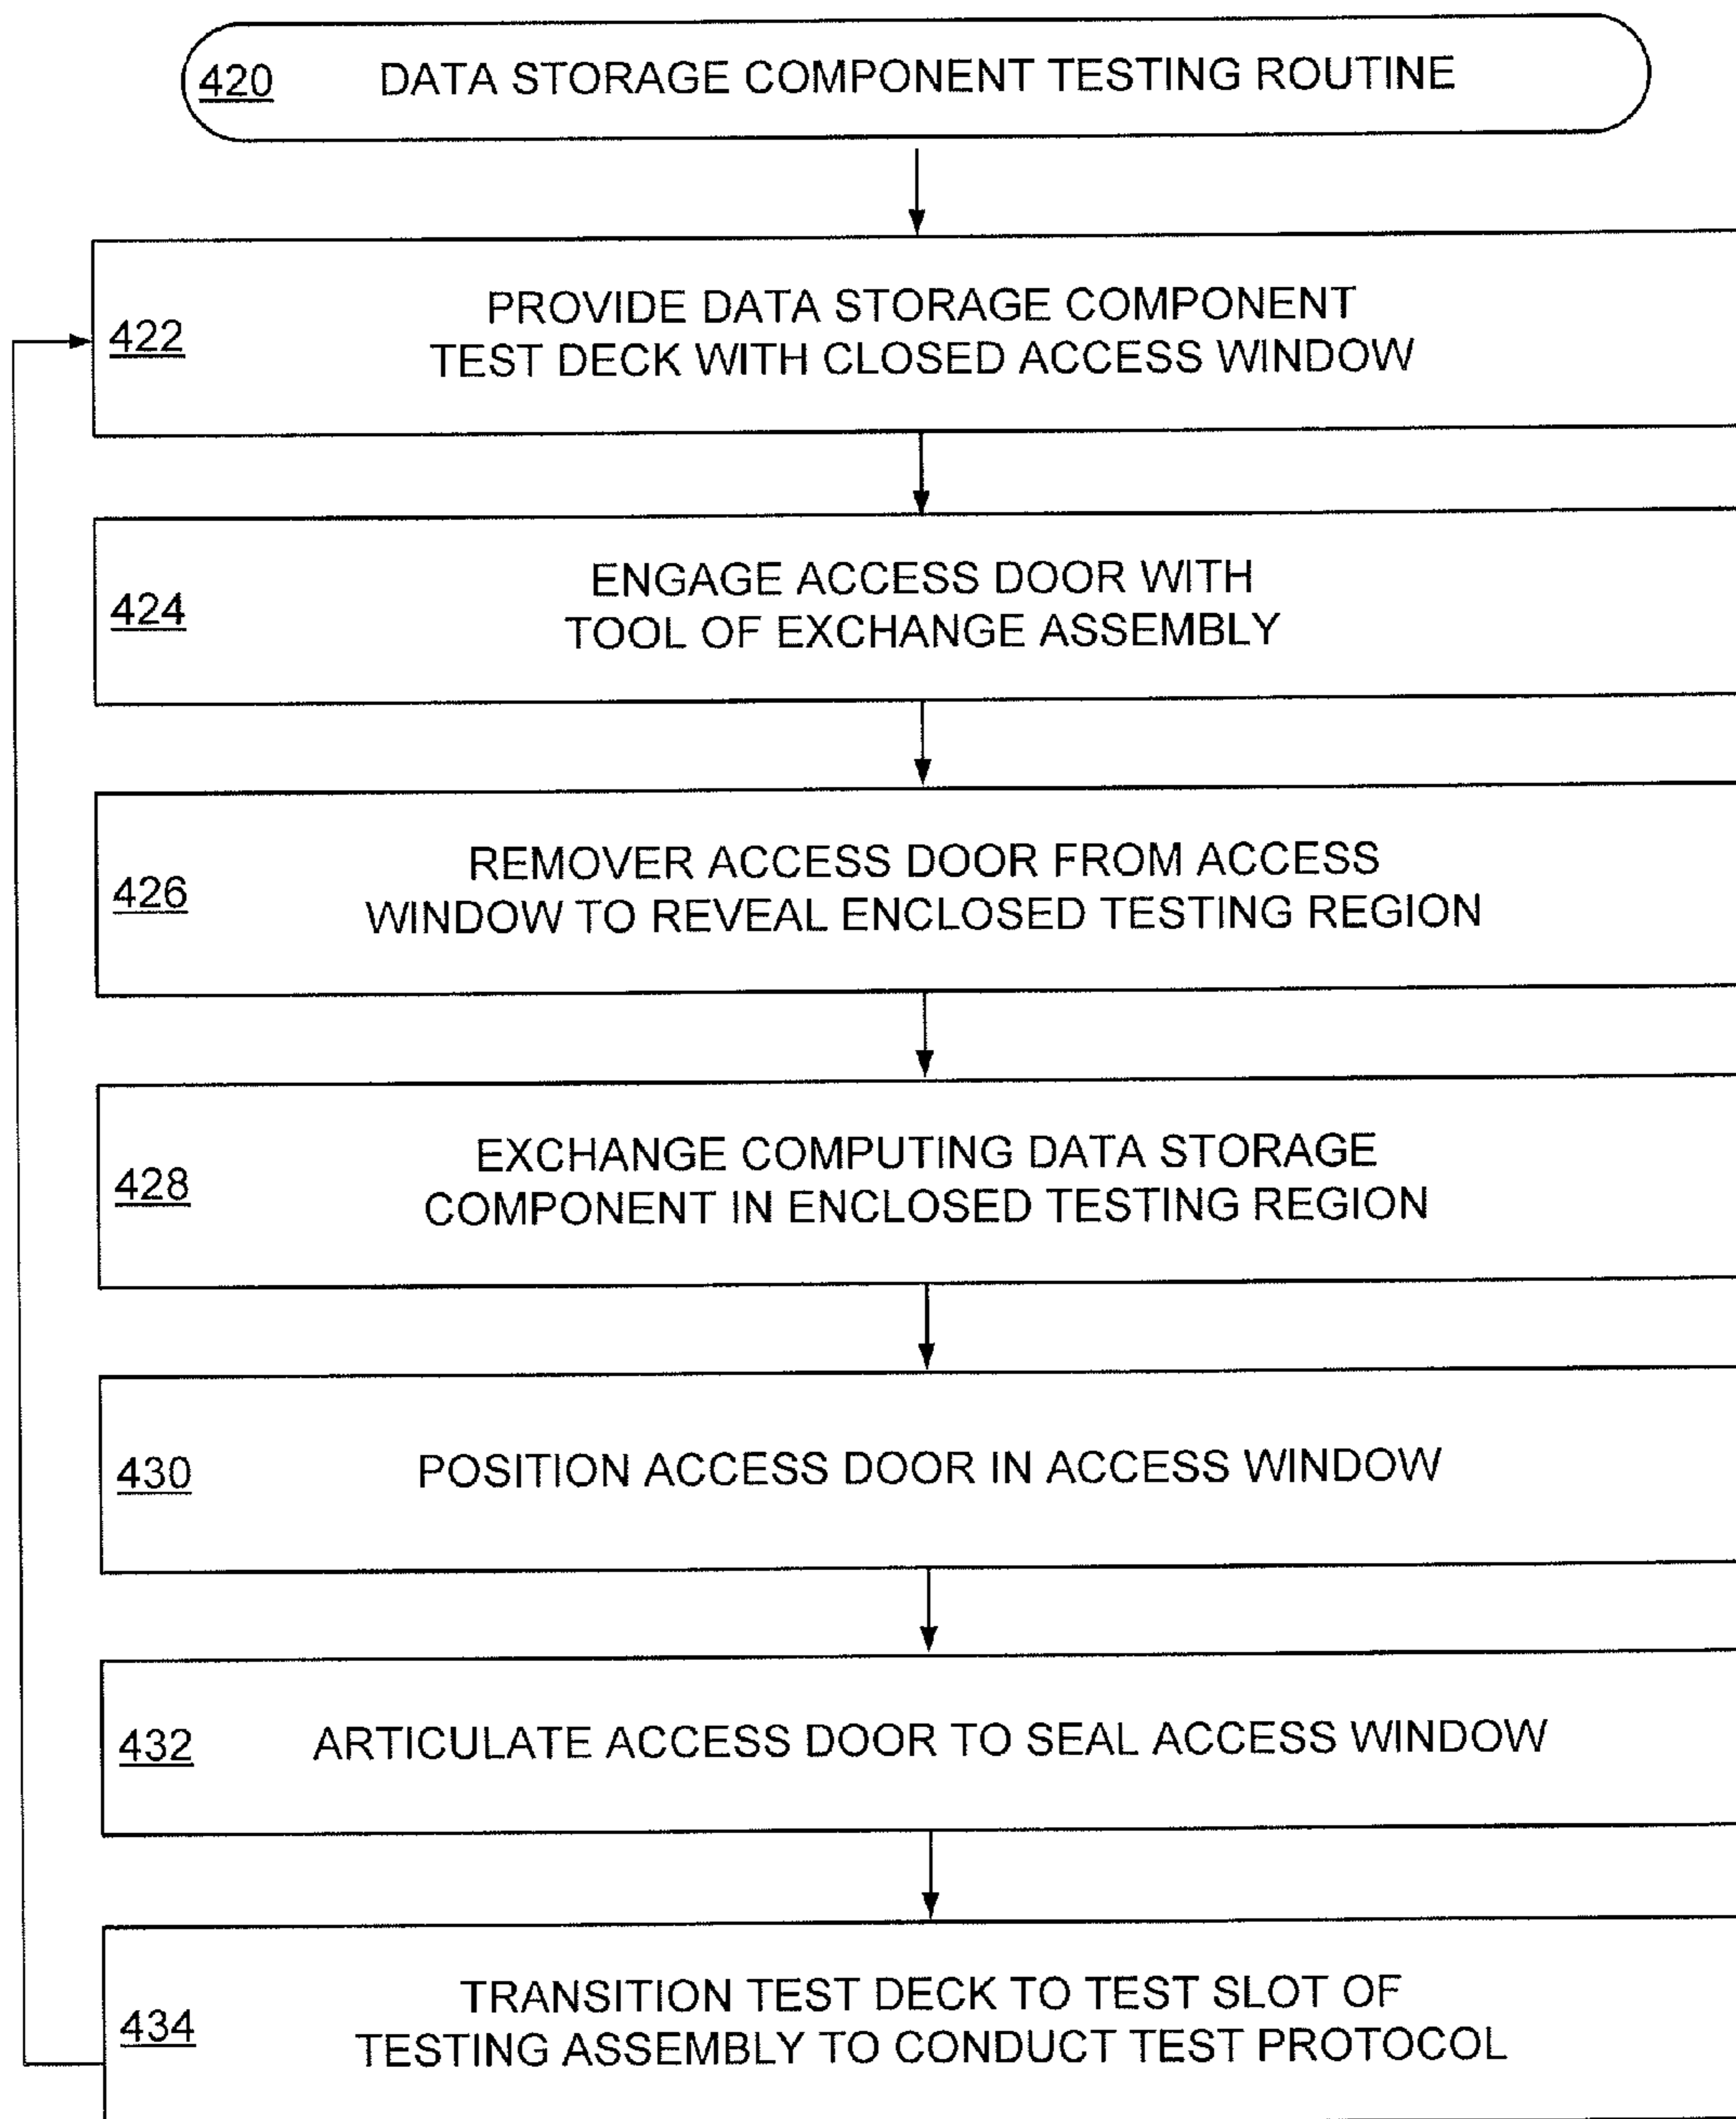 420 DATA STORAGE COMPONENT TESTING ROUTINE
422
PROVIDE DATA STORAGE COMPONENT
TEST DECK WITH CLOSED ACCESS WINDOW
424
ENGAGE ACCESS DOOR WITH
TOOL OF EXCHANGE ASSEMBLY
426
REMOVER ACCESS DOOR FROM ACCESS
WINDOW TO REVEAL ENCLOSED TESTING REGION
428
EXCHANGE COMPUTING DATA STORAGE
COMPONENT IN ENCLOSED TESTING REGION
430 POSITION ACCESS DOOR IN ACCESS WINDOW
432 ARTICULATE ACCESS DOOR TO SEAL ACCESS WINDOW
434
TRANSITION TEST DECK TO TEST SLOT OF
TESTING ASSEMBLY TO CONDUCT TEST PROTOCOL